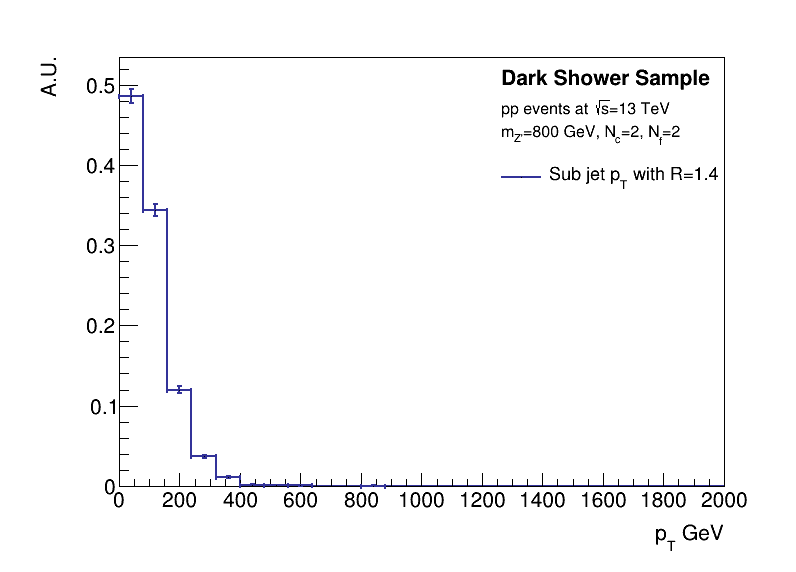 A.U.
Dark Shower Sample
pp events at √s=13 TeV
m_Z'=800 GeV, N_c=2, N_f=2
Sub jet p_T with R=1.4
0.5
0.4
0.3
0.2
0.1
0
0 200 400 600 800 1000 1200 1400 1600 1800 2000
p_T GeV